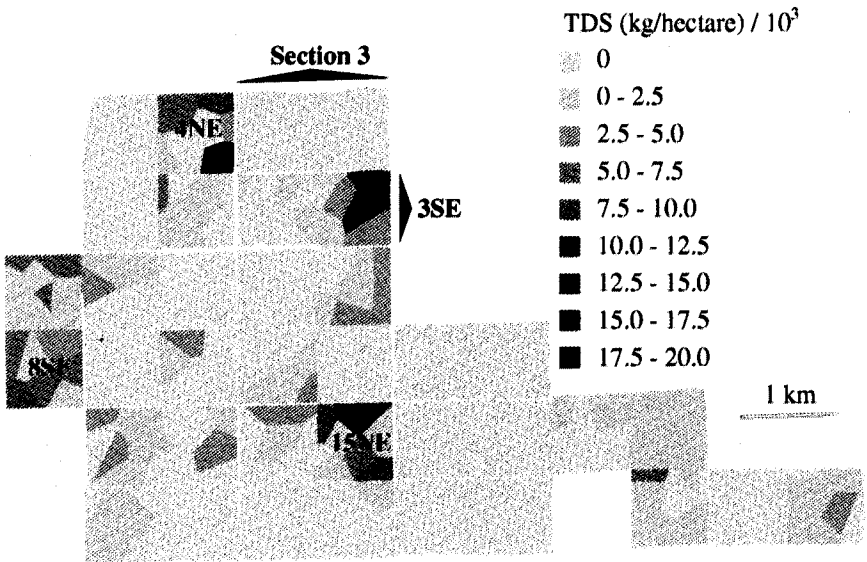 TDS (kg/hectare) / 10³
Section 3
0
0 - 2.5
2.5 - 5.0
5.0 - 7.5
7.5 - 10.0
10.0 - 12.5
12.5 - 15.0
15.0 - 17.5
17.5 - 20.0
4NE
3SE
8SE
15NE
1 km